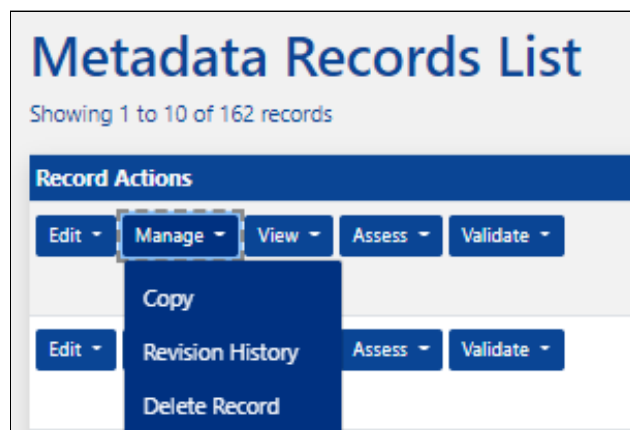 Metadata Records List
Showing 1 to 10 of 162 records
Record Actions
Edit Manage View Assess Validate
Copy
Edit Revision History Assess Validate
Delete Record